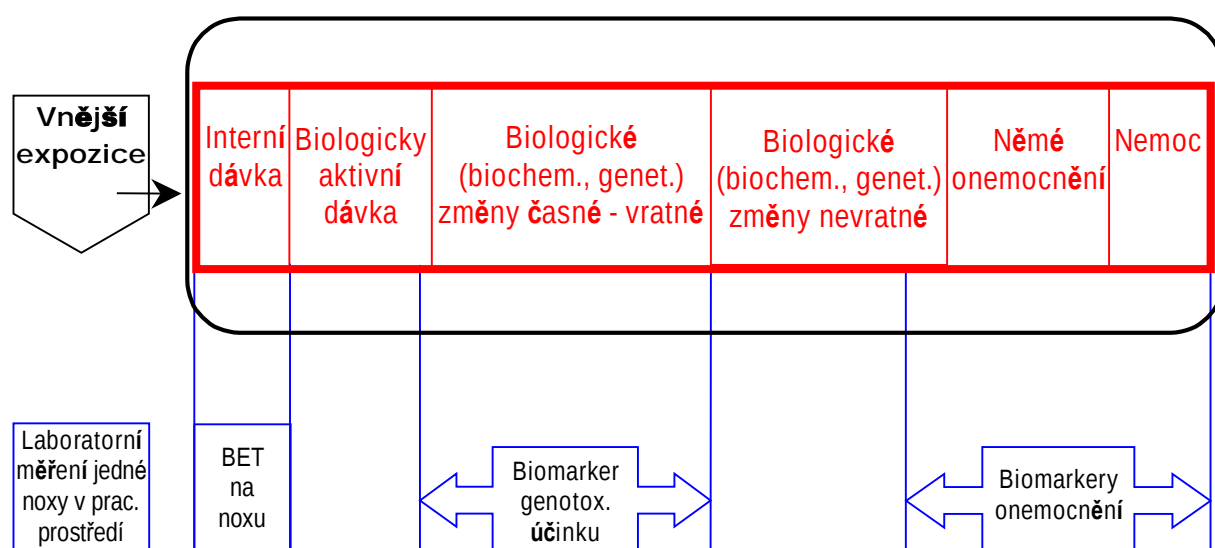 Vnější
expozice
Interní
dávka
Biologicky
aktivní
dávka
Biologické
(biochem., genet.)
změny časné - vratné
Biologické
(biochem., genet.)
změny nevratné
Němé
onemocnění
Nemoc
Laboratorní
měření jedné
noxy v prac.
prostředí
BET
na
noxu
Biomarker
genotox.
účinku
Biomarkery
onemocnění